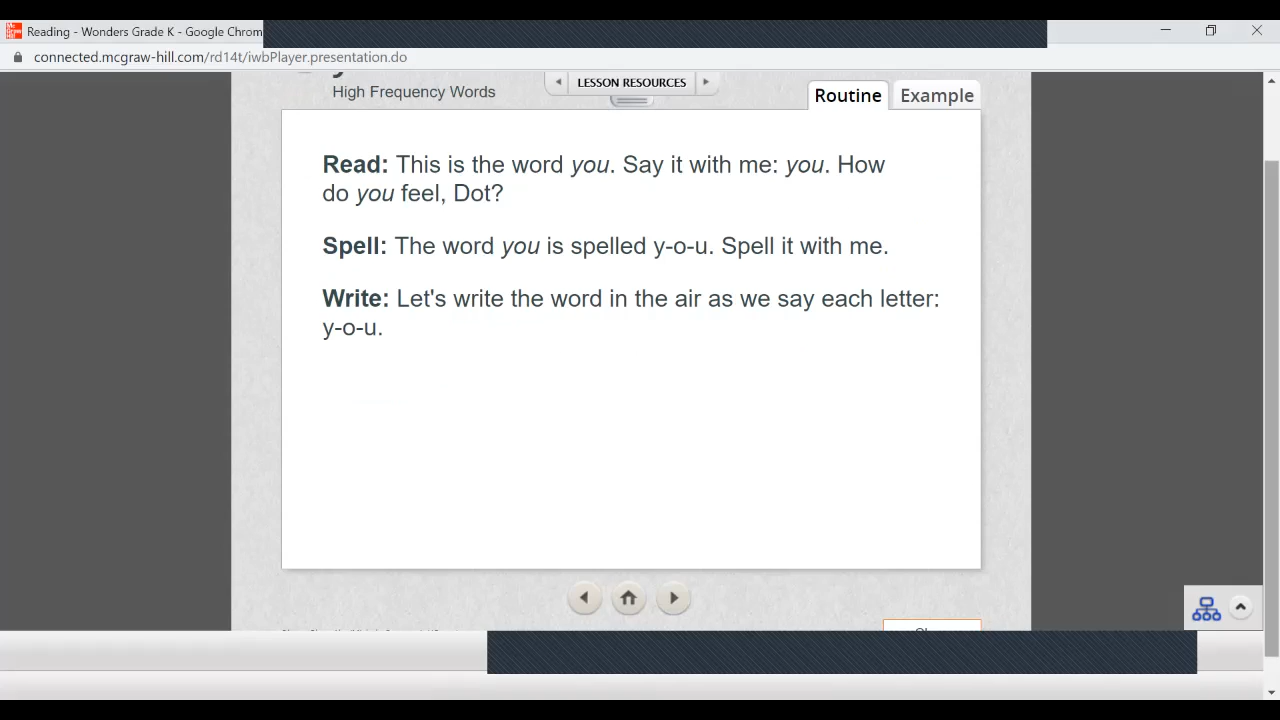 Reading - Wonders Grade K - Google Chrom
connected.mcgraw-hill.com/rd14t/iwbPlayer.presentation.do
LESSON RESOURCES
High Frequency Words
Routine Example
Read: This is the word you. Say it with me: you. How
do you feel, Dot?
Spell: The word you is spelled y-o-u. Spell it with me.
Write: Let's write the word in the air as we say each letter:
y-o-u.